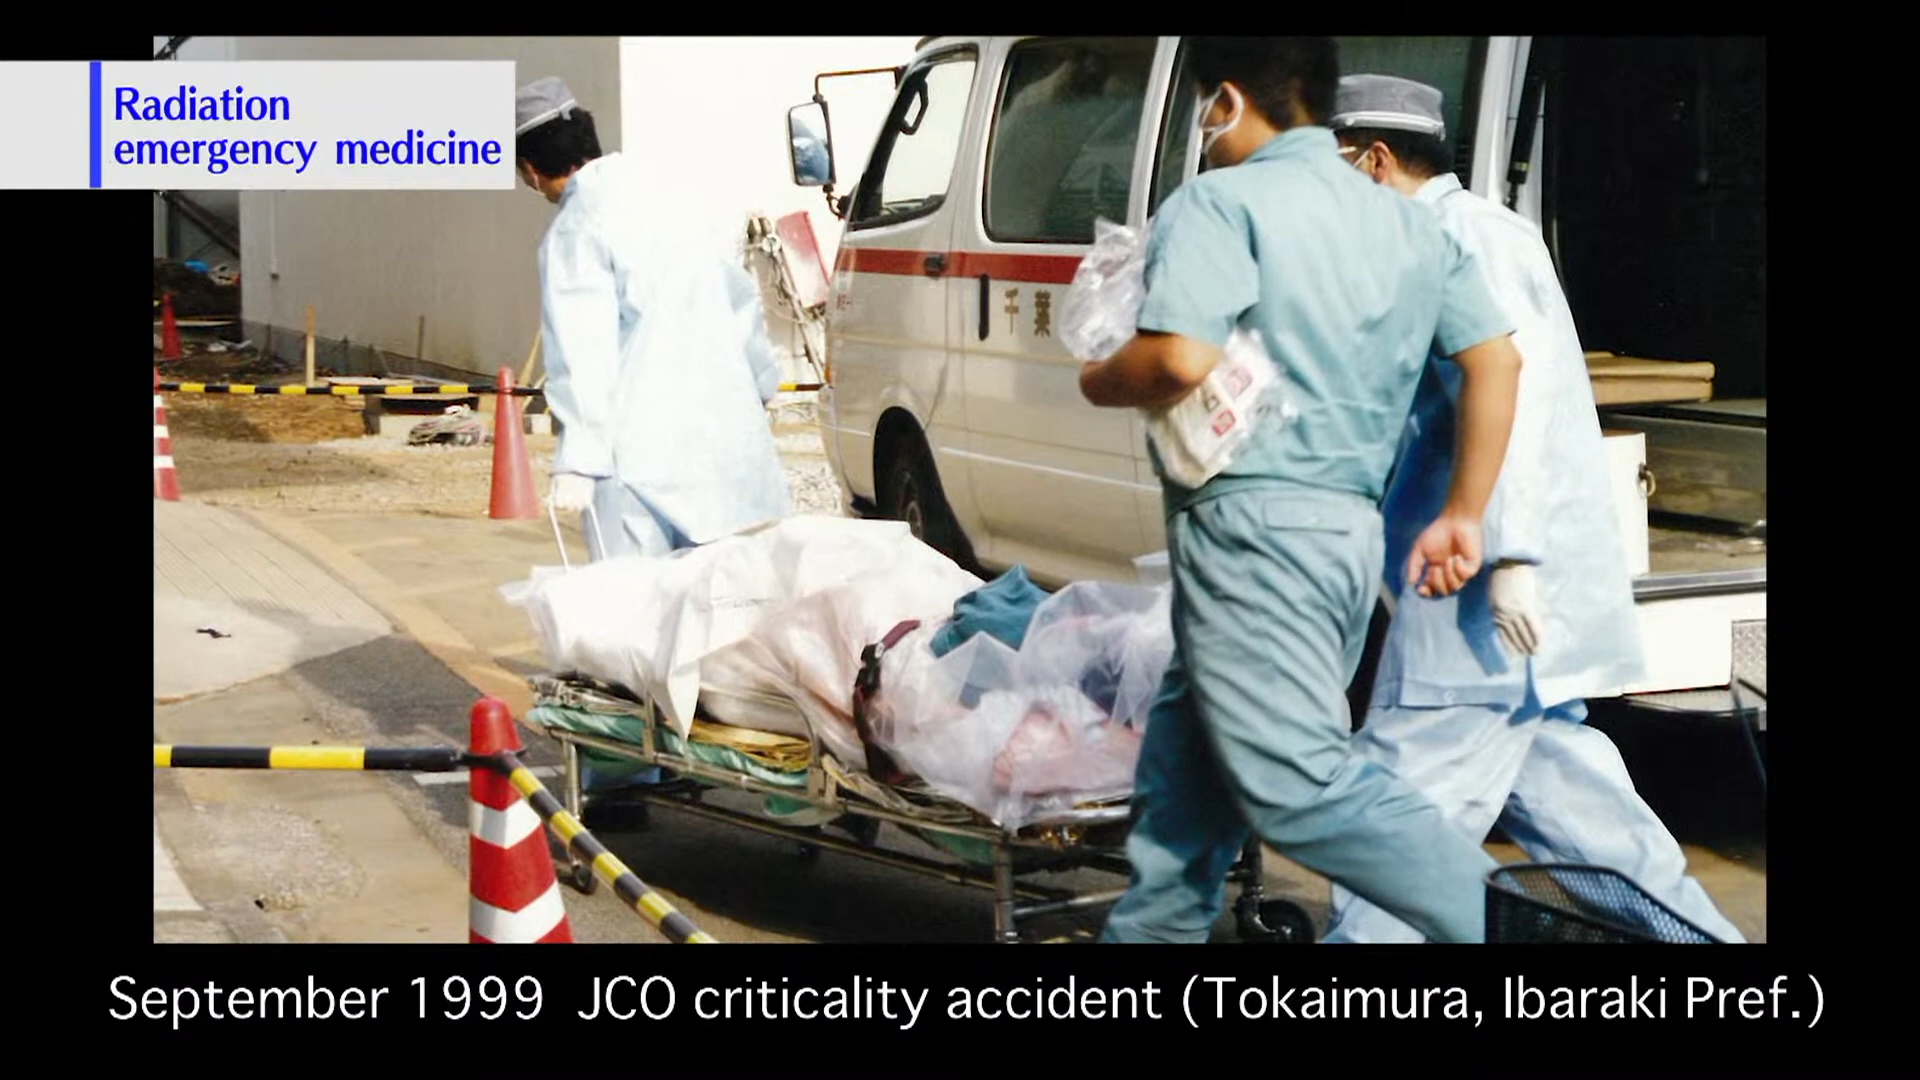 Radiation
emergency medicine
千葉
September 1999 JCO criticality accident (Tokaimura, Ibaraki Pref.)